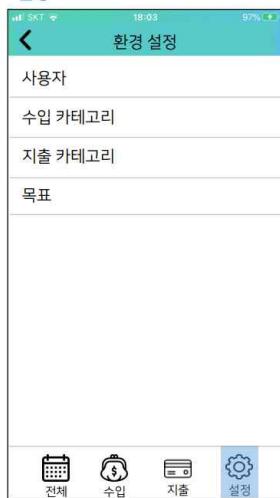 SKT 18:03 97%
환경 설정
사용자
수입 카테고리
지출 카테고리
목표
전체 수입 지출 설정